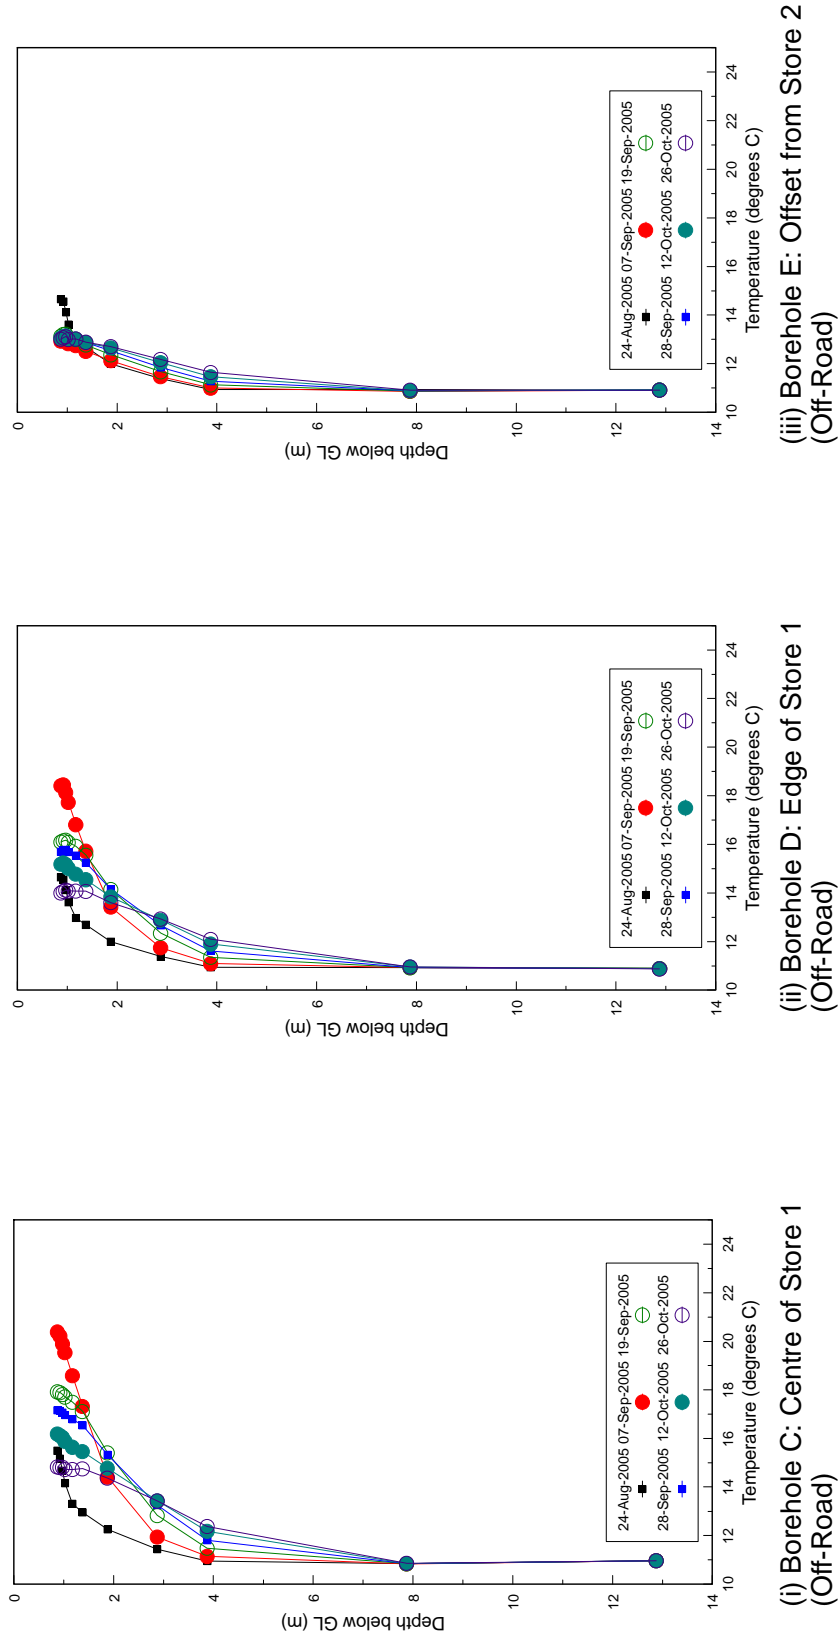 0
2
4
6
8
10
12
14
Depth below GL (m)
10 12 14 16 18 20 22 24
Temperature (degrees C)
24-Aug-2005 07-Sep-2005 19-Sep-2005
28-Sep-2005 12-Oct-2005 26-Oct-2005
(i) Borehole C: Centre of Store 1
(Off-Road)
0
2
4
6
8
10
12
14
Depth below GL (m)
10 12 14 16 18 20 22 24
Temperature (degrees C)
24-Aug-2005 07-Sep-2005 19-Sep-2005
28-Sep-2005 12-Oct-2005 26-Oct-2005
(ii) Borehole D: Edge of Store 1
(Off-Road)
0
2
4
6
8
10
12
14
Depth below GL (m)
10 12 14 16 18 20 22 24
Temperature (degrees C)
24-Aug-2005 07-Sep-2005 19-Sep-2005
28-Sep-2005 12-Oct-2005 26-Oct-2005
(iii) Borehole E: Offset from Store 2
(Off-Road)